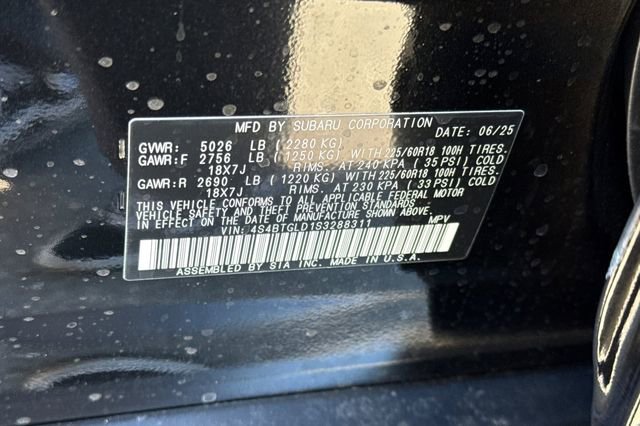 MFD BY SUBARU CORPORATION DATE: 06/25
GVWR: 5026 LB (2280 KG)
GAWR:F 2756 LB (1250 KG) WITH 225/60R18 100H TIRES.
18X7J RIMS. AT 240 KPA (35 PSI) COLD
GAWR:R 2690 LB (1220 KG) WITH 225/60R18 100H TIRES.
18X7J RIMS. AT 230 KPA (33 PSI) COLD
THIS VEHICLE CONFORMS TO ALL APPLICABLE FEDERAL MOTOR
VEHICLE SAFETY, BUMPER, AND THEFT PREVENTION STANDARDS
IN EFFECT ON THE DATE OF MANUFACTURE SHOWN ABOVE.
VIN: 4S4BTGLD1S3288311 MPV
ASSEMBLED BY SIA INC. MADE IN U.S.A.